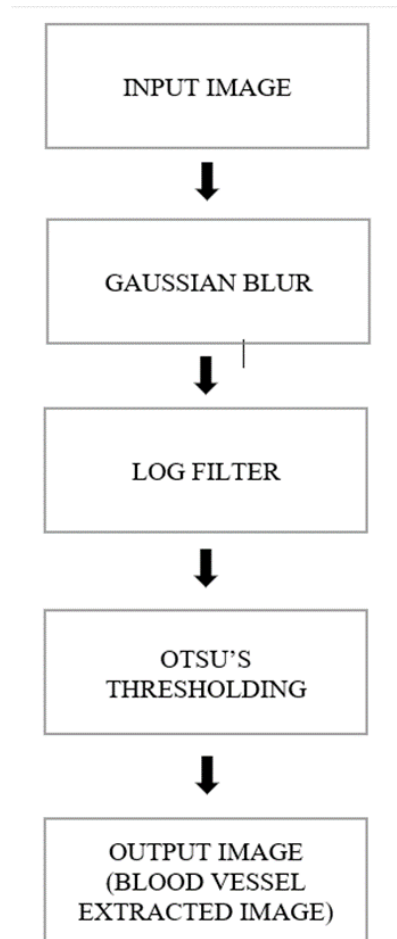 INPUT IMAGE
GAUSSIAN BLUR
LOG FILTER
OTSU’S
THRESHOLDING
OUTPUT IMAGE
(BLOOD VESSEL
EXTRACTED IMAGE)